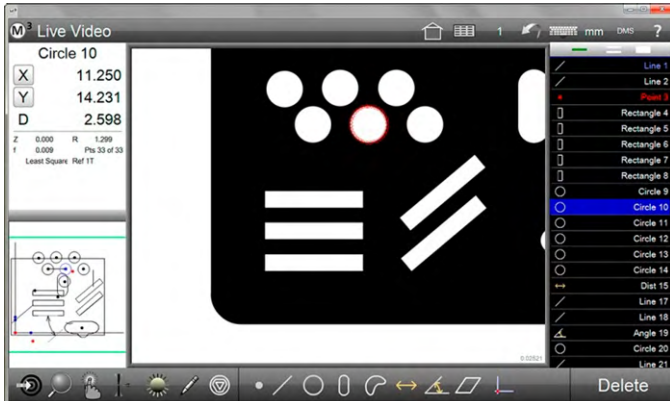 M³ Live Video
1
mm
DMS
?
Circle 10
X 11.250
Y 14.231
D 2.598
Z 0.000 R 1.299
f 0.009 Pts 33 of 33
Least Square Ref 1T
Line 1
Line 2
Point 3
Rectangle 4
Rectangle 5
Rectangle 6
Rectangle 7
Rectangle 8
Circle 9
Circle 10
Circle 11
Circle 12
Circle 13
Circle 14
Dist 15
Line 17
Line 18
Angle 19
Circle 20
Line 21
0.02821
Delete